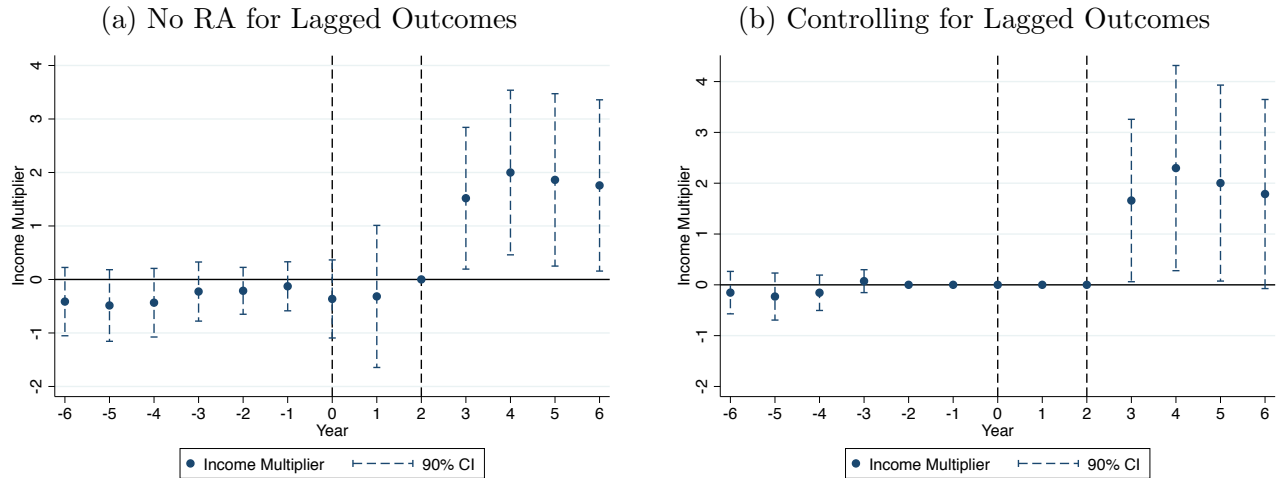 (a) No RA for Lagged Outcomes
4
3
2
1
0
-1
-2
Income Multiplier
-6 -5 -4 -3 -2 -1 0 1 2 3 4 5 6
Year
Income Multiplier 90% CI
(b) Controlling for Lagged Outcomes
4
3
2
1
0
-1
-2
Income Multiplier
-6 -5 -4 -3 -2 -1 0 1 2 3 4 5 6
Year
Income Multiplier 90% CI